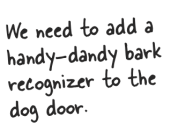 We need to add a
handy-dandy bark
recognizer to the
dog door.